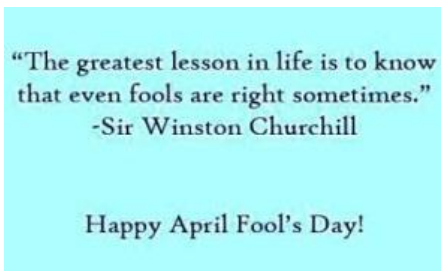 “The greatest lesson in life is to know
that even fools are right sometimes.”
-Sir Winston Churchill
Happy April Fool’s Day!